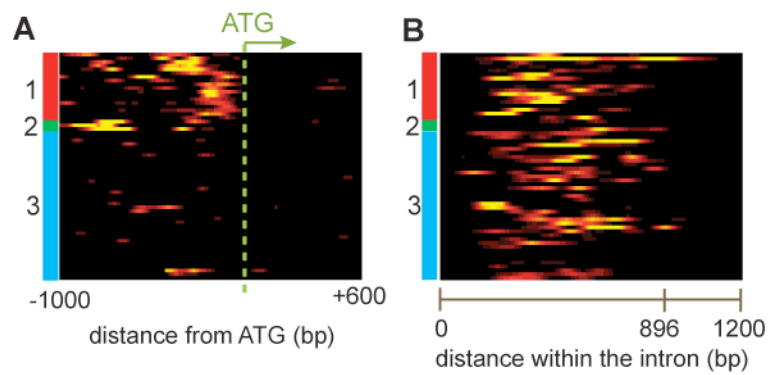 A
ATG
B
1
2
3
1
2
3
-1000
+600
distance from ATG (bp)
0
896
1200
distance within the intron (bp)